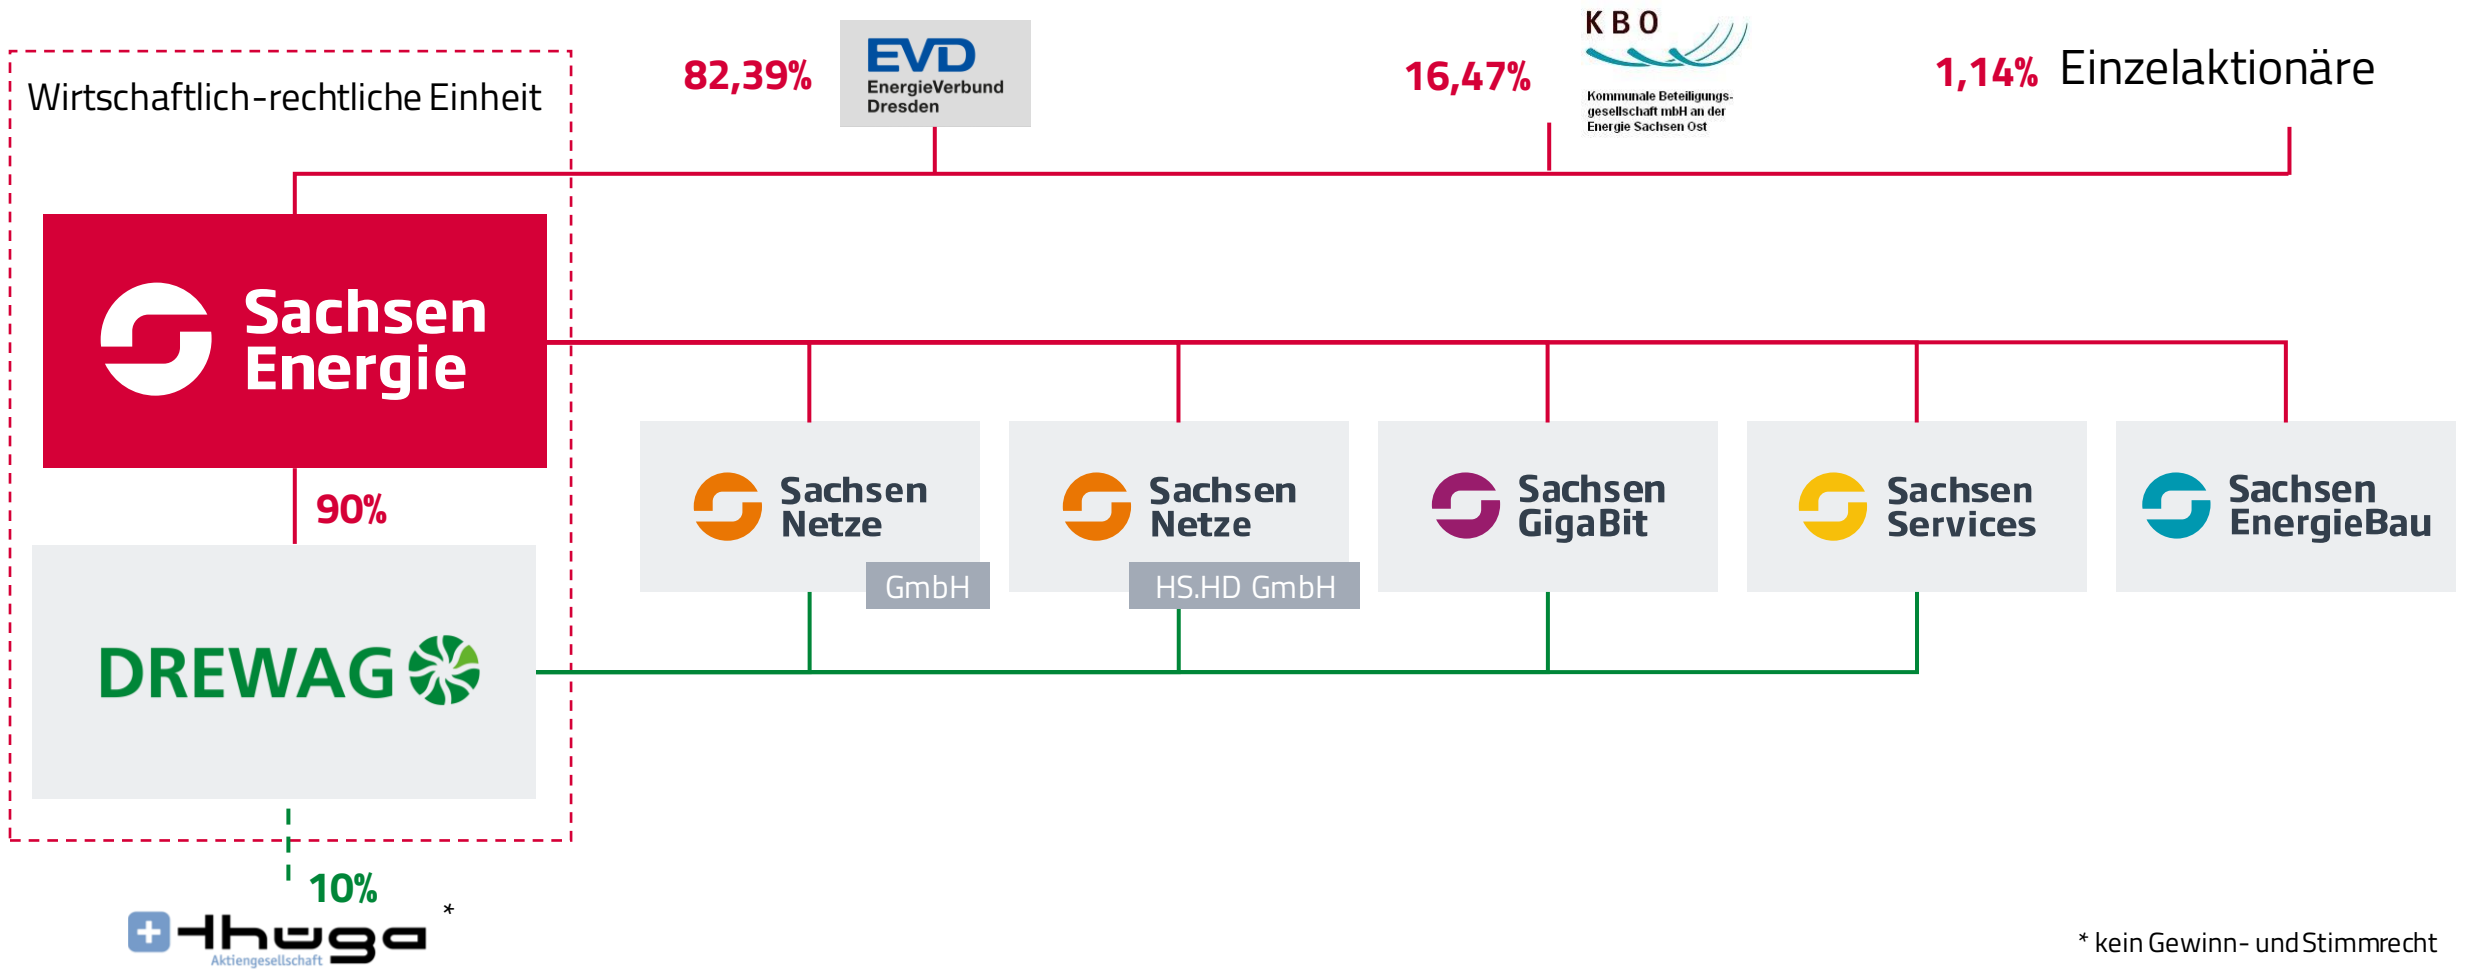 Wirtschaftlich-rechtliche Einheit
82,39%
EVD
EnergieVerbund
Dresden
16,47%
KBO
Kommunale Beteiligungs-
gesellschaft mbH an der
Energie Sachsen Ost
1,14% Einzelaktionäre
Sachsen
Energie
90%
Sachsen
Netze
GmbH
Sachsen
Netze
HS.HD GmbH
Sachsen
GigaBit
Sachsen
Services
Sachsen
EnergieBau
DREWAG
10%
thüga *
Aktiengesellschaft
* kein Gewinn- und Stimmrecht